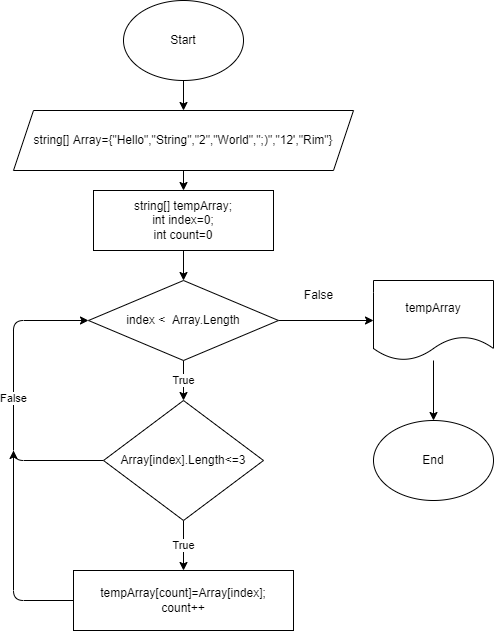 Start
string[] Array={"Hello","String","2","World",";)","12',"Rim"}
string[] tempArray;
int index=0;
int count=0
index < Array.Length
False
tempArray
True
False
Array[index].Length<=3
End
True
tempArray[count]=Array[index];
count++